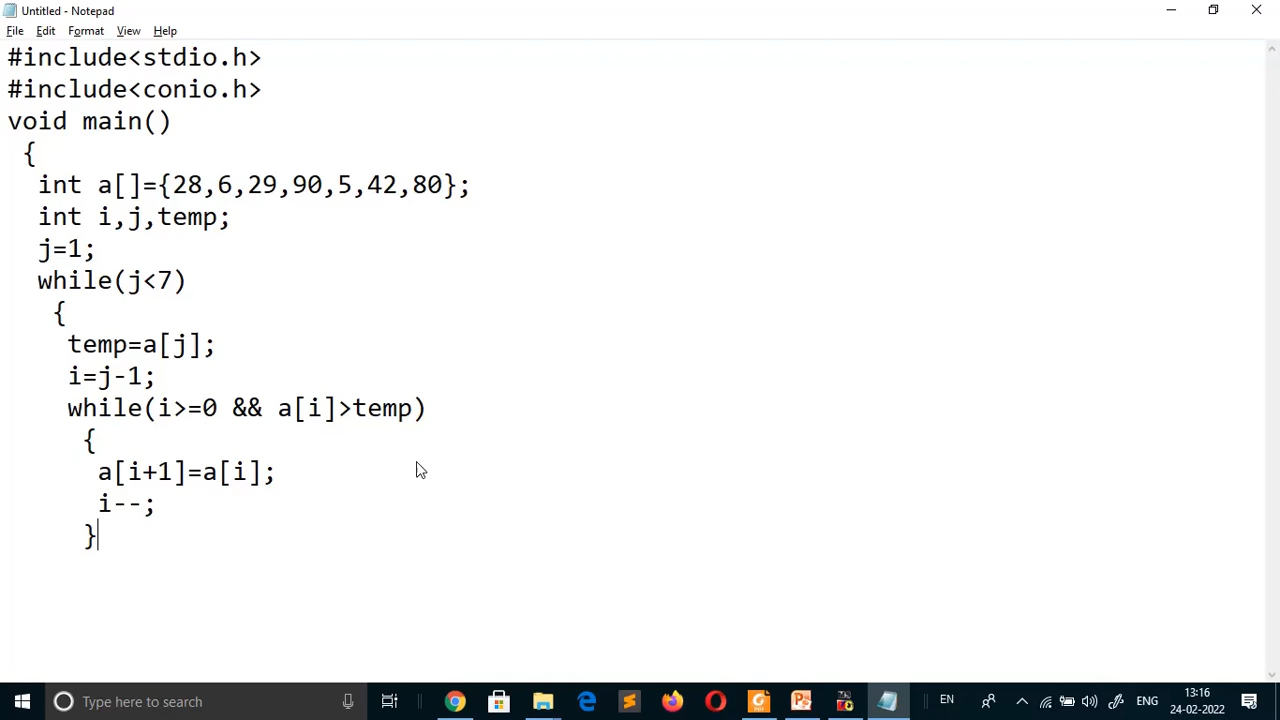 Untitled - Notepad
File Edit Format View Help
#include<stdio.h>
#include<conio.h>
void main()
{
int a[]={28,6,29,90,5,42,80};
int i,j,temp;
j=1;
while(j<7)
{
temp=a[j];
i=j-1;
while(i>=0 && a[i]>temp)
{
a[i+1]=a[i];
i--;
}
Type here to search
EN
ENG
13:16
24-02-2022